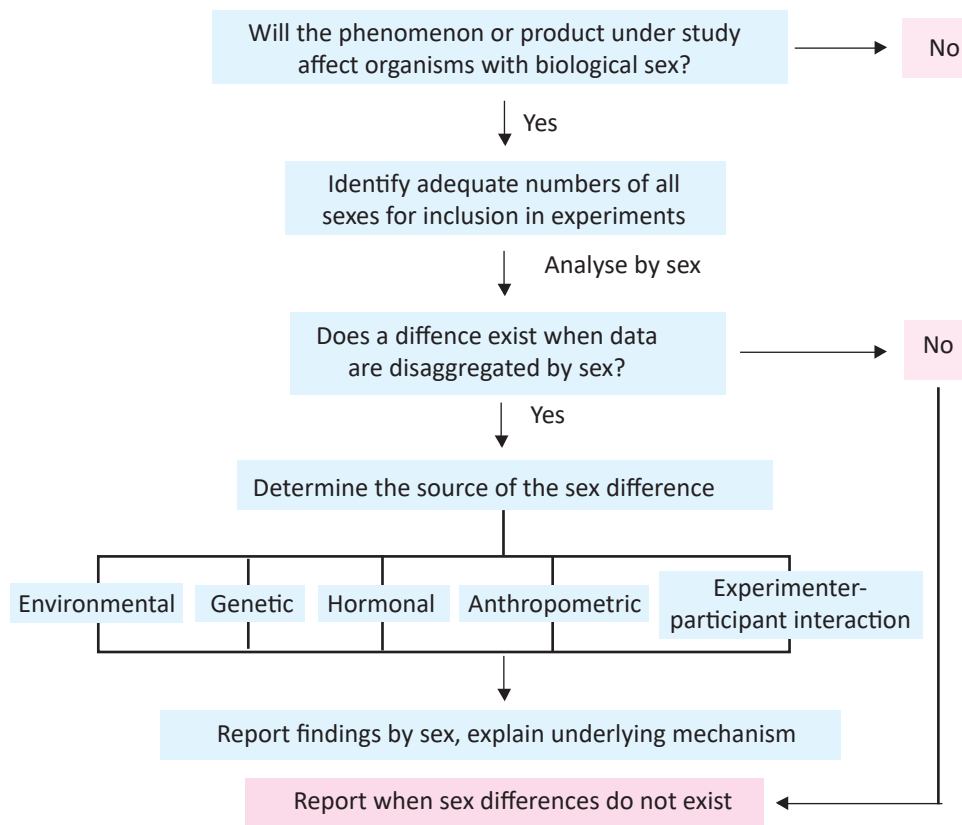 Will the phenomenon or product under study
affect organisms with biological sex?
No
Yes
Identify adequate numbers of all
sexes for inclusion in experiments
Analyse by sex
Does a diffence exist when data
are disaggregated by sex?
No
Yes
Determine the source of the sex difference
Environmental
Genetic
Hormonal
Anthropometric
Experimenter-
participant interaction
Report findings by sex, explain underlying mechanism
Report when sex differences do not exist